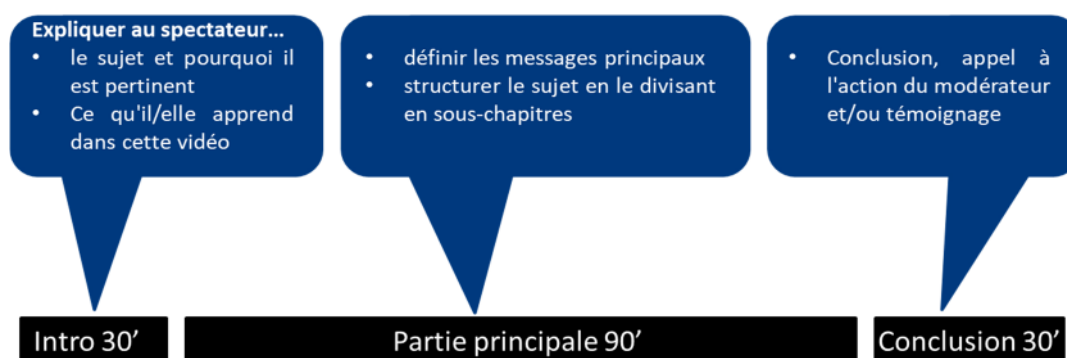 Expliquer au spectateur...
• le sujet et pourquoi il
est pertinent
• Ce qu'il/elle apprend
dans cette vidéo
• définir les messages principaux
• structurer le sujet en le divisant
en sous-chapitres
• Conclusion, appel à
l'action du modérateur
et/ou témoignage
Intro 30’
Partie principale 90’
Conclusion 30’